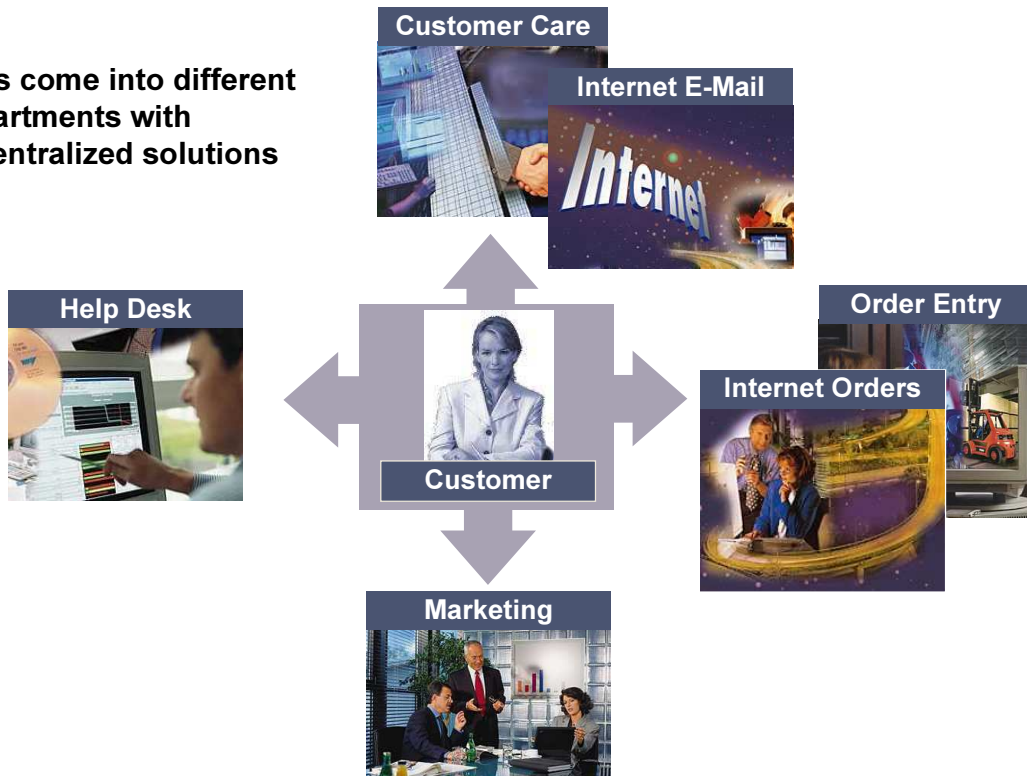 Customer Care
s come into different
artments with
entralized solutions
Internet E-Mail
Internet
Help Desk
Order Entry
Internet Orders
Customer
Marketing